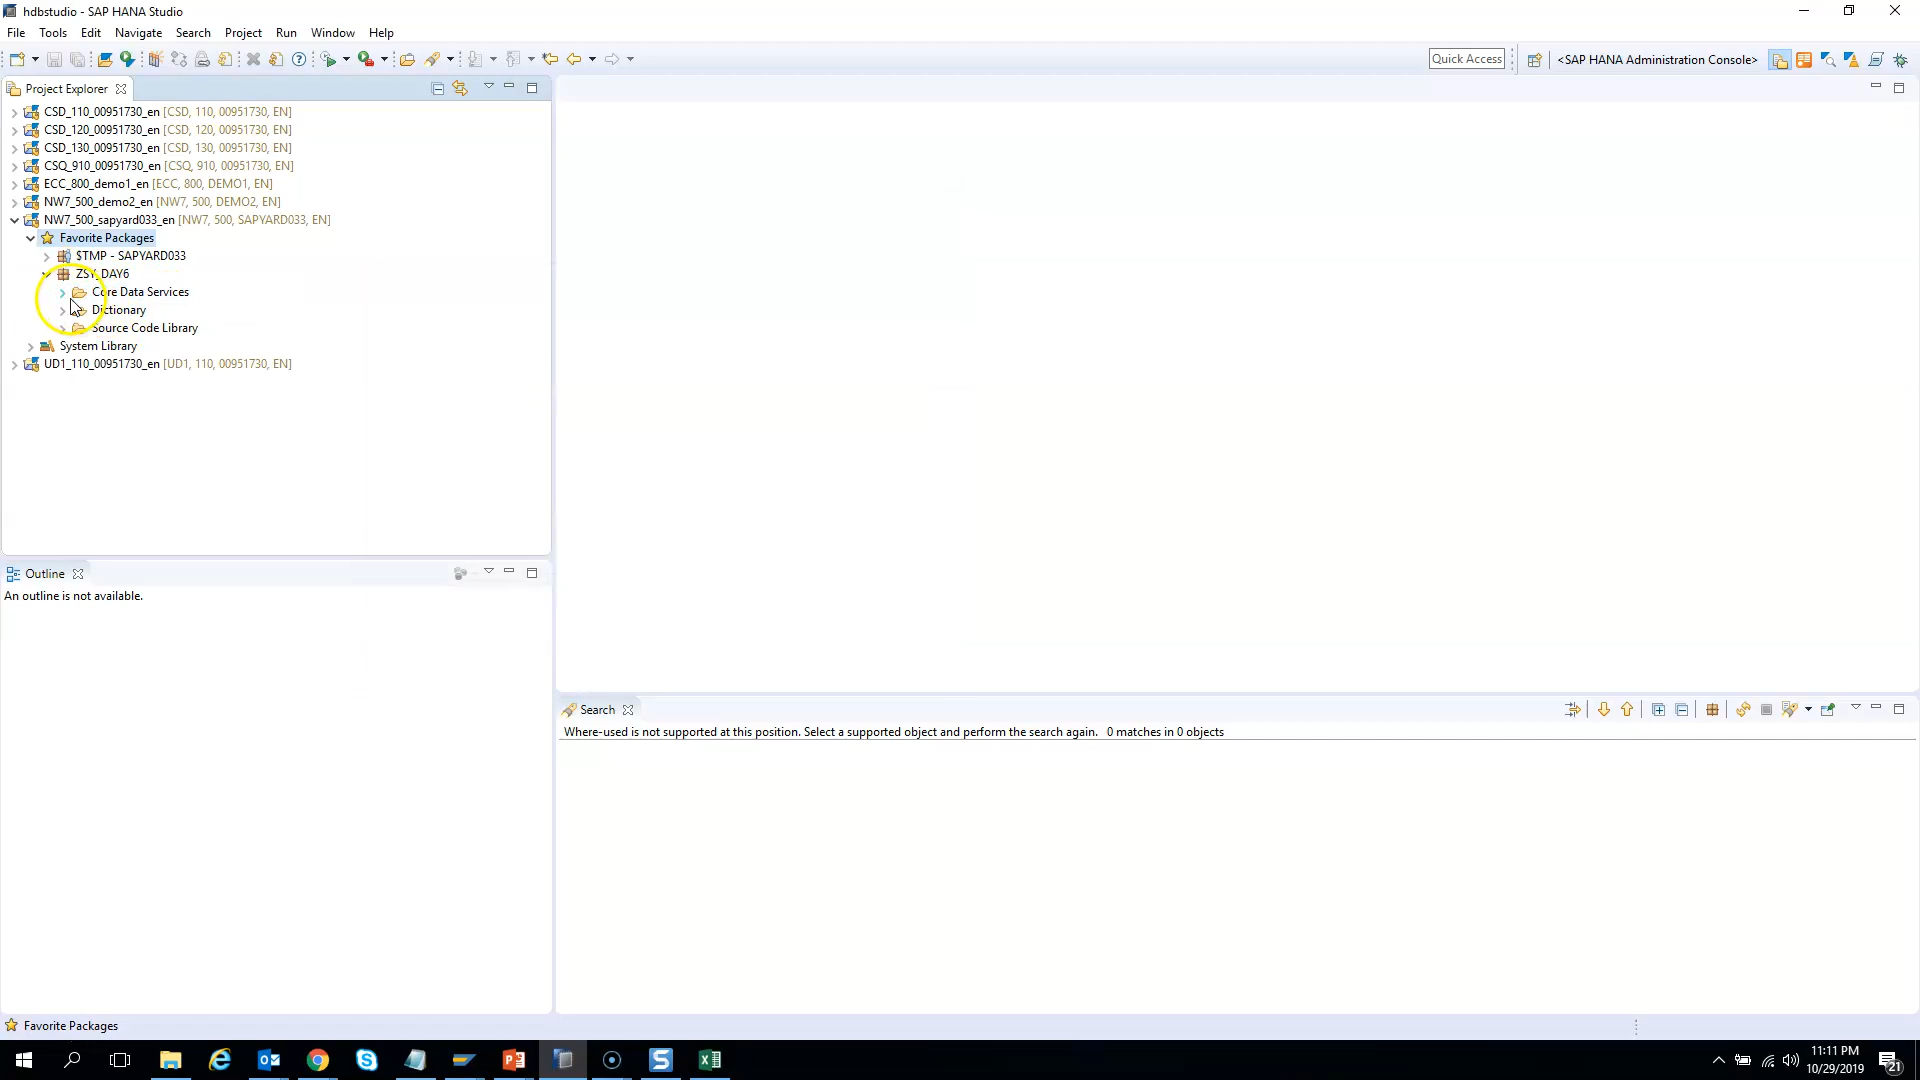 hdbstudio - SAP HANA Studio
File Tools Edit Navigate Search Project Run Window Help
Quick Access <SAP HANA Administration Console>
Project Explorer
CSD_110_00951730_en [CSD, 110, 00951730, EN]
CSD_120_00951730_en [CSD, 120, 00951730, EN]
CSD_130_00951730_en [CSD, 130, 00951730, EN]
CSQ_910_00951730_en [CSQ, 910, 00951730, EN]
ECC_800_demo1_en [ECC, 800, DEMO1, EN]
NW7_500_demo2_en [NW7, 500, DEMO2, EN]
NW7_500_sapyard033_en [NW7, 500, SAPYARD033, EN]
Favorite Packages
$TMP - SAPYARD033
ZSY_DAY6
Core Data Services
Dictionary
Source Code Library
System Library
UD1_110_00951730_en [UD1, 110, 00951730, EN]
Outline
An outline is not available.
Search
Where-used is not supported at this position. Select a supported object and perform the search again. 0 matches in 0 objects
Favorite Packages
11:11 PM
10/29/2019
21